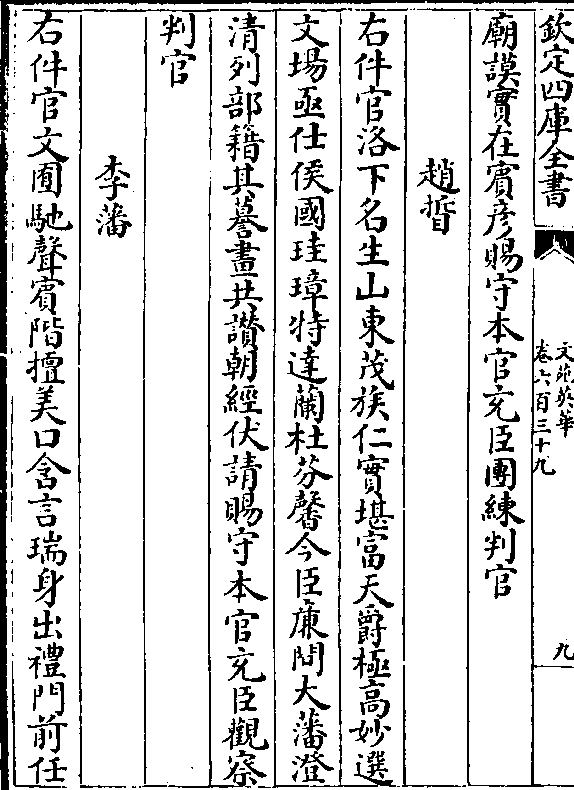 欽定四庫全書
文苑英華
卷六百三十九
九
廟謨實在賓彦賜守本官充臣團練判官
趙晳
右件官洛下名生山東茂族仁實堪富天爵極高妙選
文場亟仕侯國珪璋特達蘭杜芬馨今臣廉問大藩澄
清列部籍其謩畫共讚朝經伏請賜守本官充臣觀察
判官
李藩
右件官文囿馳聲賓階擅美口含言瑞身出禮門前任